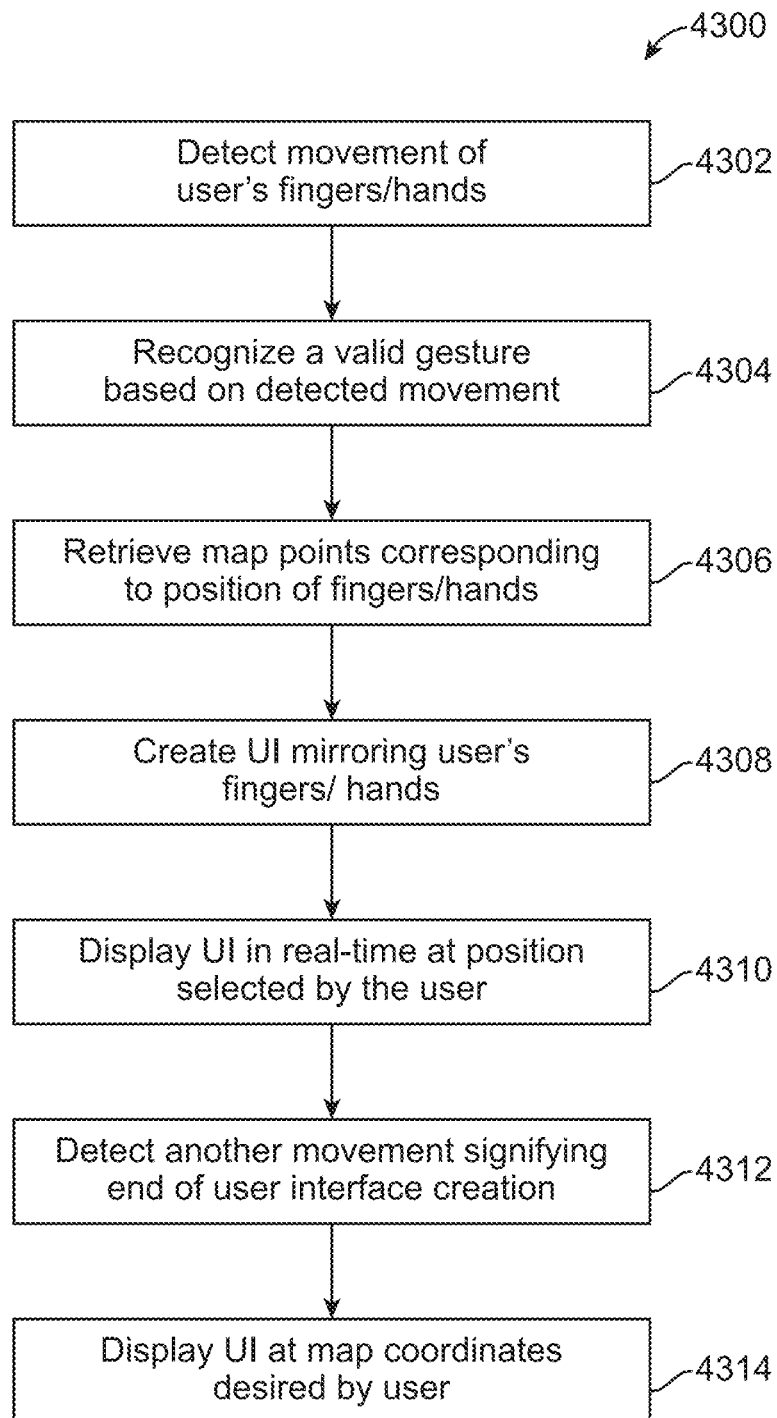 4300
Detect movement of
user's fingers/hands
4302
Recognize a valid gesture
based on detected movement
4304
Retrieve map points corresponding
to position of fingers/hands
4306
Create UI mirroring user's
fingers/ hands
4308
Display UI in real-time at position
selected by the user
4310
Detect another movement signifying
end of user interface creation
4312
Display UI at map coordinates
desired by user
4314